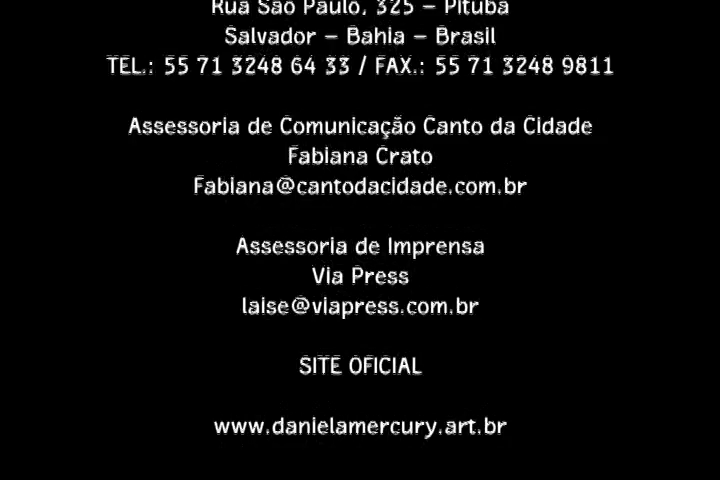 Rua São Paulo, 325 – Pituba
Salvador – Bahia – Brasil
TEL.: 55 71 3248 64 33 / FAX.: 55 71 3248 9811
Assessoria de Comunicação Canto da Cidade
Fabiana Crato
Fabiana@cantodacidade.com.br
Assessoria de Imprensa
Via Press
laise@viapress.com.br
SITE OFICIAL
www.danielamercury.art.br